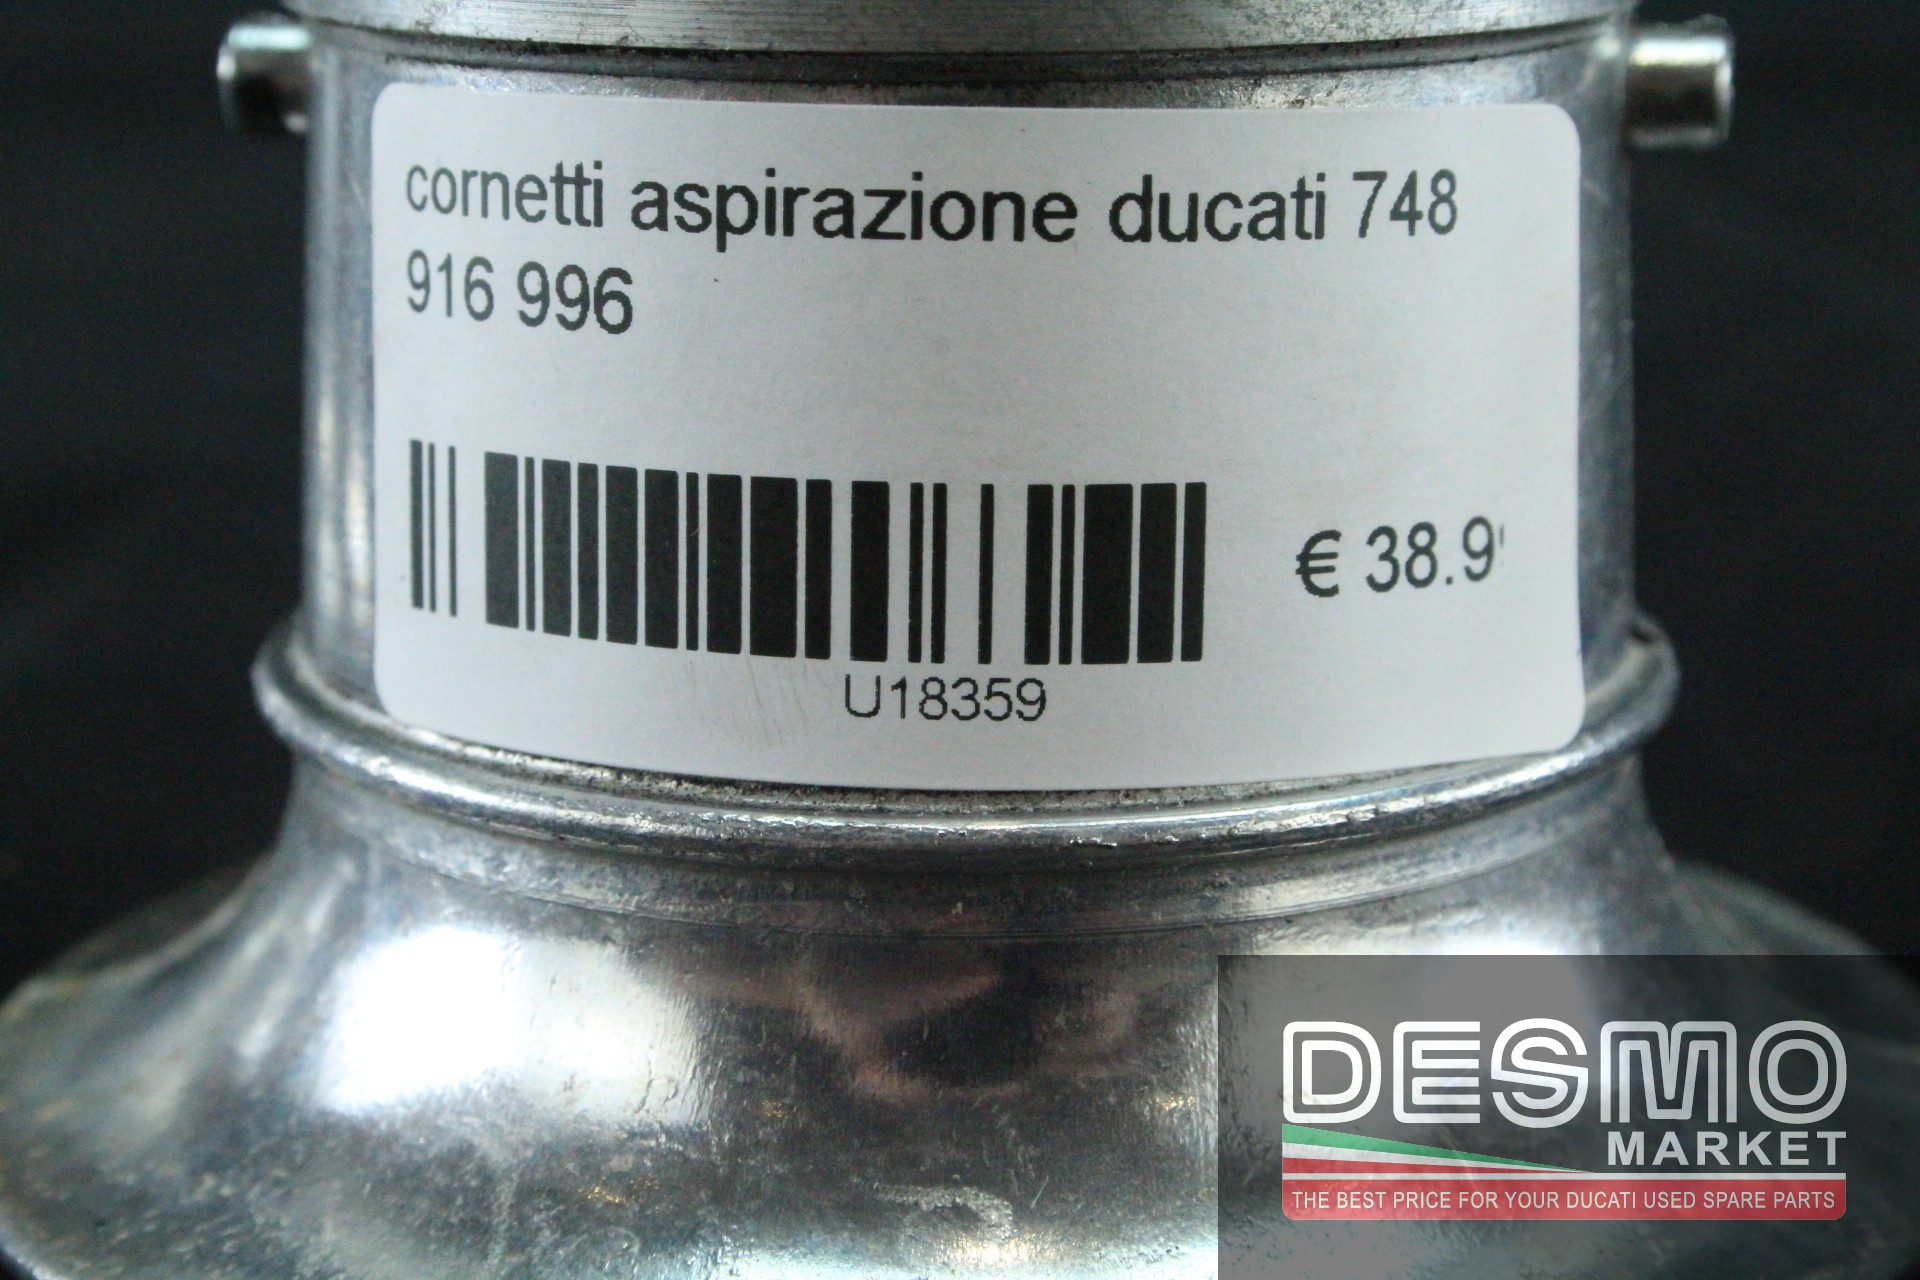 cornetti aspirazione ducati 748
916 996
€ 38.9
U18359
DESMO
MARKET
THE BEST PRICE FOR YOUR DUCATI USED SPARE PARTS